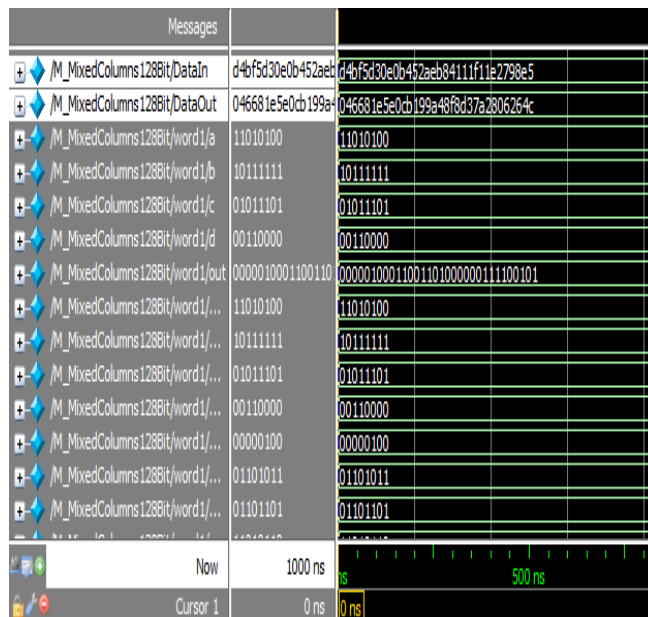 Messages
/M_MixedColumns128Bit/DataIn d4bf5d30e0b452aeb d4bf5d30e0b452aeb84111f11e2798e5
/M_MixedColumns128Bit/DataOut 046681e5e0cb199a4 046681e5e0cb199a48f8d37a2806264c
/M_MixedColumns128Bit/word1/a 11010100 11010100
/M_MixedColumns128Bit/word1/b 10111111 10111111
/M_MixedColumns128Bit/word1/c 01011101 01011101
/M_MixedColumns128Bit/word1/d 00110000 00110000
/M_MixedColumns128Bit/word1/out 0000010001100110 00000100011001101000000111100101
/M_MixedColumns128Bit/word1/... 11010100 11010100
/M_MixedColumns128Bit/word1/... 10111111 10111111
/M_MixedColumns128Bit/word1/... 01011101 01011101
/M_MixedColumns128Bit/word1/... 00110000 00110000
/M_MixedColumns128Bit/word1/... 00000100 00000100
/M_MixedColumns128Bit/word1/... 01101011 01101011
/M_MixedColumns128Bit/word1/... 01101101 01101101
Now 1000 ns ns 500 ns
Cursor 1 0 ns 0 ns